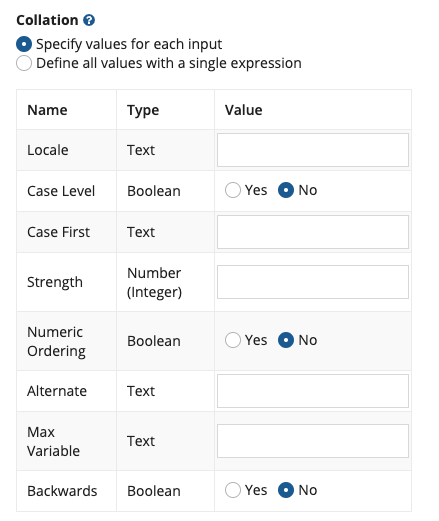 Collation ?
Specify values for each input
Define all values with a single expression
Name Type Value
Locale Text
Case Level Boolean Yes No
Case First Text
Strength Number
(Integer)
Numeric
Ordering Boolean Yes No
Alternate Text
Max
Variable Text
Backwards Boolean Yes No